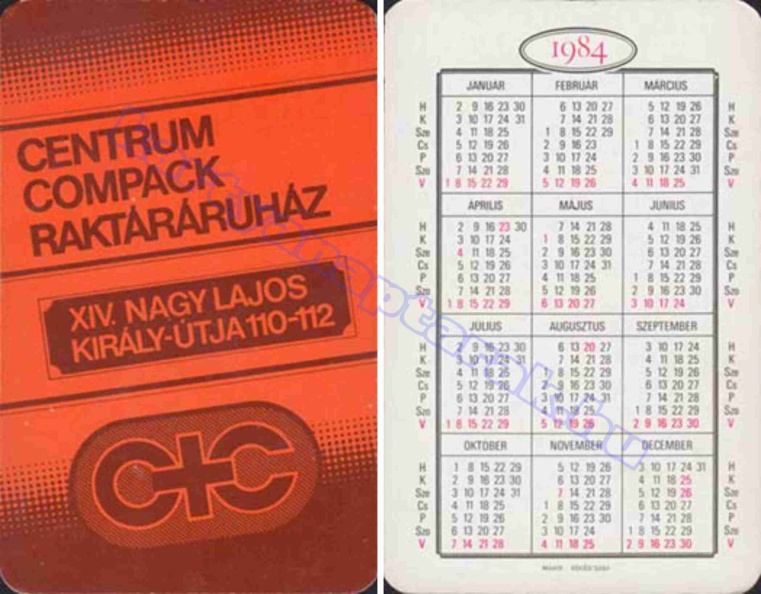 CENTRUM
COMPACK
RAKTÁRÁRUHÁZ
XIV. NAGY LAJOS
KIRÁLY-ÚTJA 110-112
C+C
1984
JANUÁR FEBRUÁR MÁRCIUS
H 2 9 16 23 30 6 13 20 27 5 12 19 26 H
K 3 10 17 24 31 7 14 21 28 6 13 20 27 K
Sze 4 11 18 25 1 8 15 22 29 7 14 21 28 Sze
Cs 5 12 19 26 2 9 16 23 1 8 15 22 29 Cs
P 6 13 20 27 3 10 17 24 2 9 16 23 30 P
Szo 7 14 21 28 4 11 18 25 3 10 17 24 31 Szo
V 1 8 15 22 29 5 12 19 26 4 11 18 25 V
ÁPRILIS MÁJUS JÚNIUS
H 2 9 16 23 30 7 14 21 28 4 11 18 25 H
K 3 10 17 24 1 8 15 22 29 5 12 19 26 K
Sze 4 11 18 25 2 9 16 23 30 6 13 20 27 Sze
Cs 5 12 19 26 3 10 17 24 31 7 14 21 28 Cs
P 6 13 20 27 4 11 18 25 1 8 15 22 29 P
Szo 7 14 21 28 5 12 19 26 2 9 16 23 30 Szo
V 1 8 15 22 29 6 13 20 27 3 10 17 24 V
JÚLIUS AUGUSZTUS SZEPTEMBER
H 2 9 16 23 30 6 13 20 27 3 10 17 24 H
K 3 10 17 24 31 7 14 21 28 4 11 18 25 K
Sze 4 11 18 25 1 8 15 22 29 5 12 19 26 Sze
Cs 5 12 19 26 2 9 16 23 30 6 13 20 27 Cs
P 6 13 20 27 3 10 17 24 31 7 14 21 28 P
Szo 7 14 21 28 4 11 18 25 1 8 15 22 29 Szo
V 1 8 15 22 29 5 12 19 26 2 9 16 23 30 V
OKTÓBER NOVEMBER DECEMBER
H 1 8 15 22 29 5 12 19 26 3 10 17 24 31 H
K 2 9 16 23 30 6 13 20 27 4 11 18 25 K
Sze 3 10 17 24 31 7 14 21 28 5 12 19 26 Sze
Cs 4 11 18 25 1 8 15 22 29 6 13 20 27 Cs
P 5 12 19 26 2 9 16 23 30 7 14 21 28 P
Szo 6 13 20 27 3 10 17 24 1 8 15 22 29 Szo
V 7 14 21 28 4 11 18 25 2 9 16 23 30 V